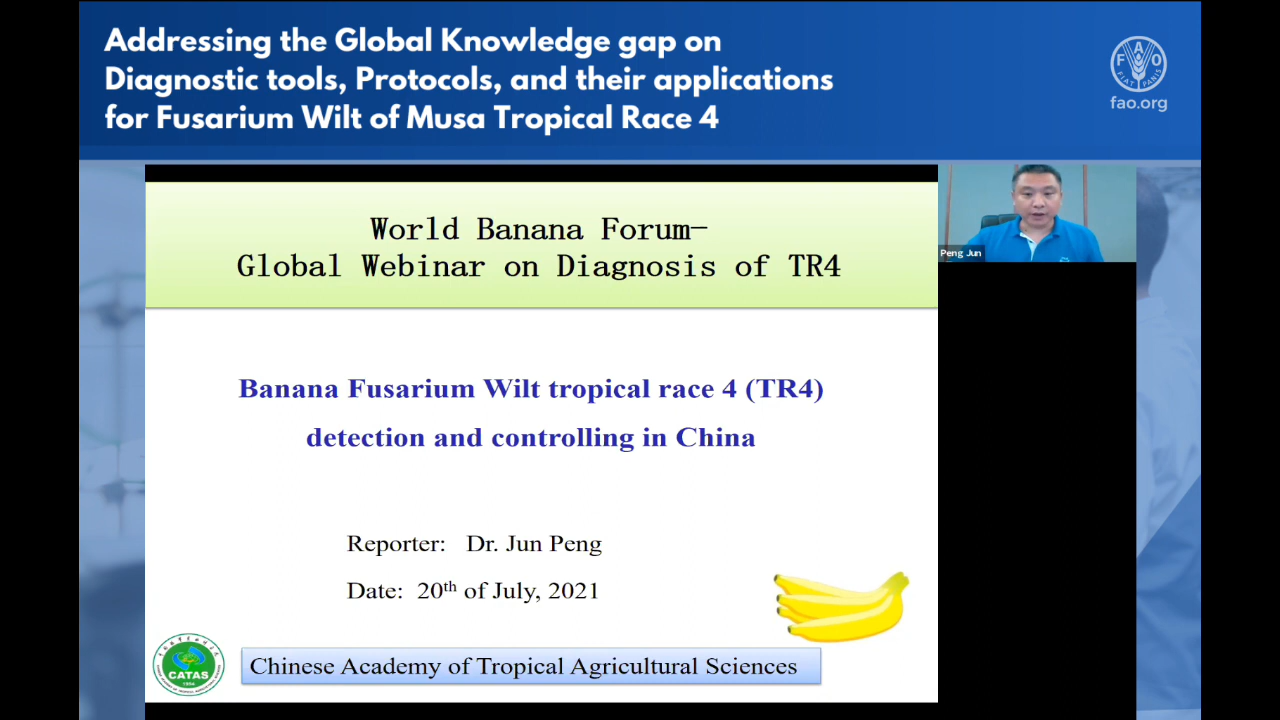 Addressing the Global Knowledge gap on
Diagnostic tools, Protocols, and their applications
for Fusarium Wilt of Musa Tropical Race 4
F A O
FIAT PANIS
fao.org
World Banana Forum-
Global Webinar on Diagnosis of TR4
Peng Jun
Banana Fusarium Wilt tropical race 4 (TR4)
detection and controlling in China
Reporter: Dr. Jun Peng
Date: 20th of July, 2021
CATAS
1954
Chinese Academy of Tropical Agricultural Sciences